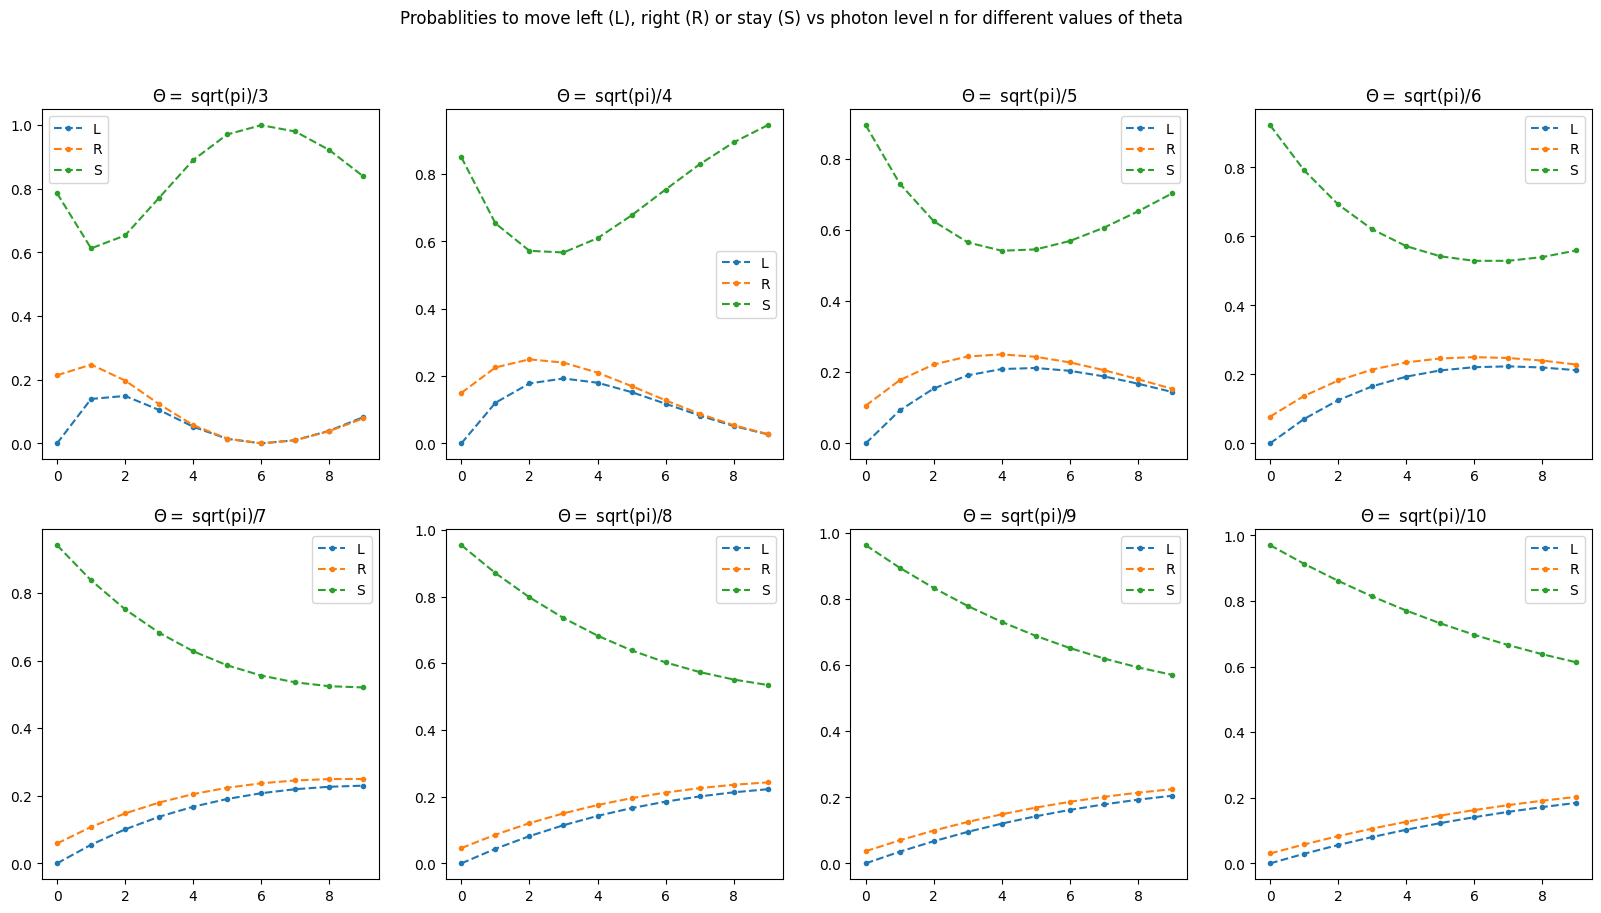 Probablities to move left (L), right (R) or stay (S) vs photon level n for different values of theta
Θ = sqrt(pi)/3
1.0
0.8
0.6
0.4
0.2
0.0
0 2 4 6 8
L
R
S
Θ = sqrt(pi)/4
0.8
0.6
0.4
0.2
0.0
0 2 4 6 8
L
R
S
Θ = sqrt(pi)/5
0.8
0.6
0.4
0.2
0.0
0 2 4 6 8
L
R
S
Θ = sqrt(pi)/6
0.8
0.6
0.4
0.2
0.0
0 2 4 6 8
L
R
S
Θ = sqrt(pi)/7
0.8
0.6
0.4
0.2
0.0
0 2 4 6 8
L
R
S
Θ = sqrt(pi)/8
1.0
0.8
0.6
0.4
0.2
0.0
0 2 4 6 8
L
R
S
Θ = sqrt(pi)/9
1.0
0.8
0.6
0.4
0.2
0.0
0 2 4 6 8
L
R
S
Θ = sqrt(pi)/10
1.0
0.8
0.6
0.4
0.2
0.0
0 2 4 6 8
L
R
S